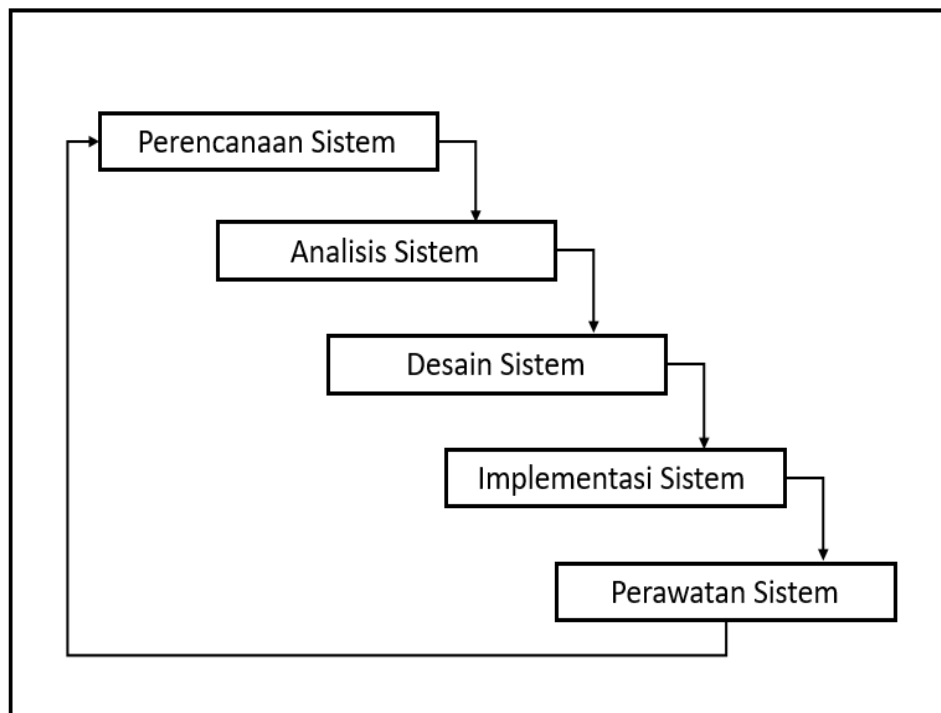 Perencanaan Sistem
Analisis Sistem
Desain Sistem
Implementasi Sistem
Perawatan Sistem